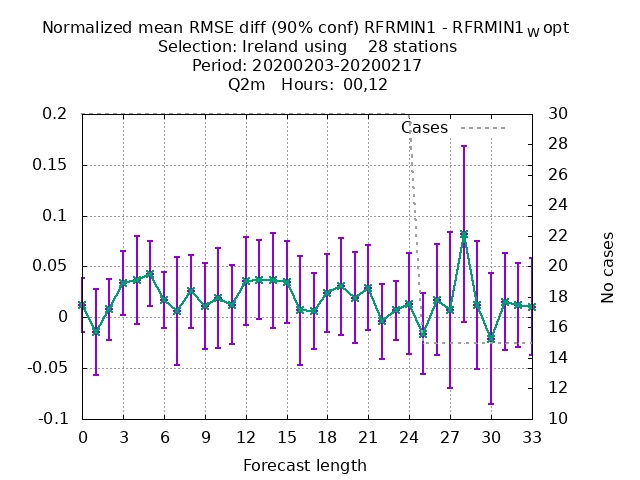 Normalized mean RMSE diff (90% conf) RFRMIN1 - RFRMIN1W opt
Selection: Ireland using 28 stations
Period: 20200203-20200217
Q2m Hours: 00,12
Cases
0.2
0.15
0.1
0.05
0
-0.05
-0.1
30
28
26
24
22
20
18
16
14
12
10
No cases
0 3 6 9 12 15 18 21 24 27 30 33
Forecast length